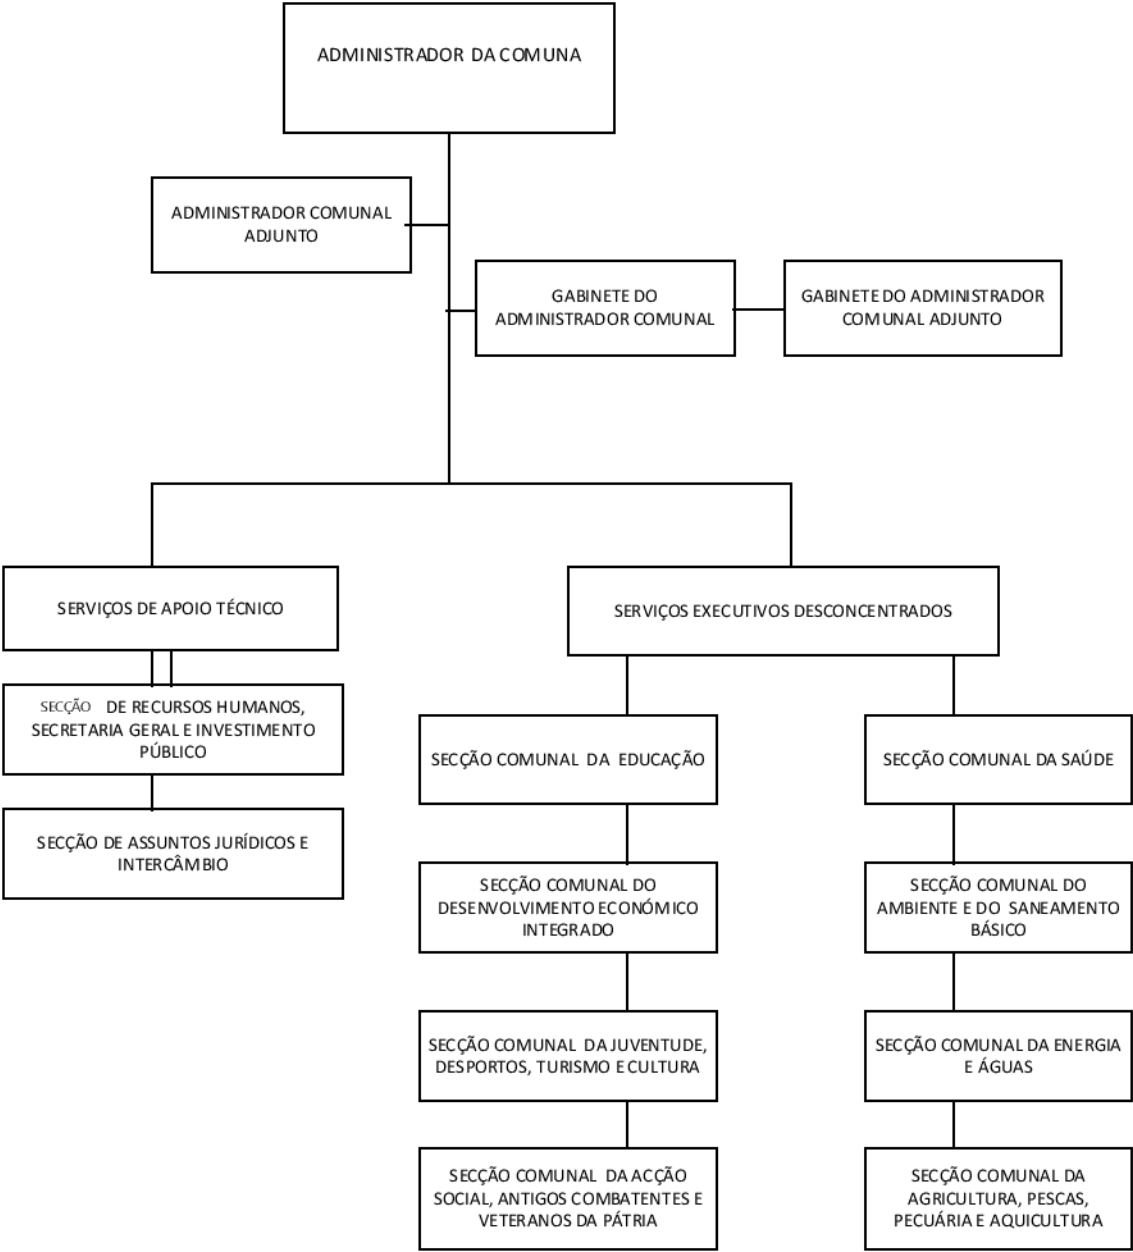 ADMINISTRADOR DA COMUNA
ADMINISTRADOR COMUNAL
ADJUNTO
GABINETE DO
ADMINISTRADOR COMUNAL
GABINETE DO ADMINISTRADOR
COMUNAL ADJUNTO
SERVIÇOS DE APOIO TÉCNICO
SECÇÃO DE RECURSOS HUMANOS,
SECRETARIA GERAL E INVESTIMENTO
PÚBLICO
SECÇÃO DE ASSUNTOS JURÍDICOS E
INTERCÂMBIO
SERVIÇOS EXECUTIVOS DESCONCENTRADOS
SECÇÃO COMUNAL DA EDUCAÇÃO
SECÇÃO COMUNAL DO
DESENVOLVIMENTO ECONÓMICO
INTEGRADO
SECÇÃO COMUNAL DA JUVENTUDE,
DESPORTOS, TURISMO E CULTURA
SECÇÃO COMUNAL DA ACÇÃO
SOCIAL, ANTIGOS COMBATENTES E
VETERANOS DA PÁTRIA
SECÇÃO COMUNAL DA SAÚDE
SECÇÃO COMUNAL DO
AMBIENTE E DO SANEAMENTO
BÁSICO
SECÇÃO COMUNAL DA ENERGIA
E ÁGUAS
SECÇÃO COMUNAL DA
AGRICULTURA, PESCAS,
PECUÁRIA E AQUICULTURA